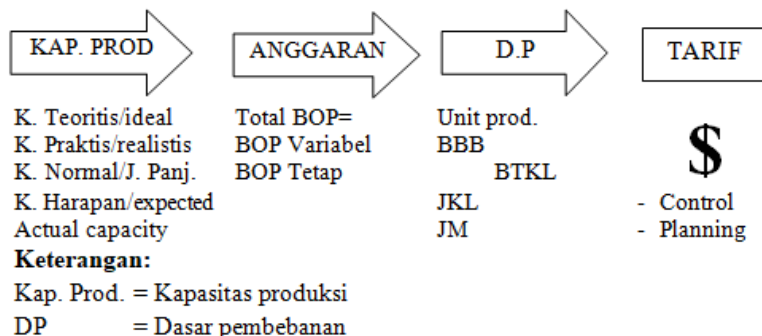 KAP. PROD
ANGGARAN
D.P
TARIF
K. Teoritis/ideal
K. Praktis/realistis
K. Normal/J. Panj.
K. Harapan/expected
Actual capacity
Total BOP=
BOP Variabel
BOP Tetap
Unit prod.
BBB
BTKL
JKL
JM
$
- Control
- Planning
Keterangan:
Kap. Prod. = Kapasitas produksi
DP = Dasar pembebanan